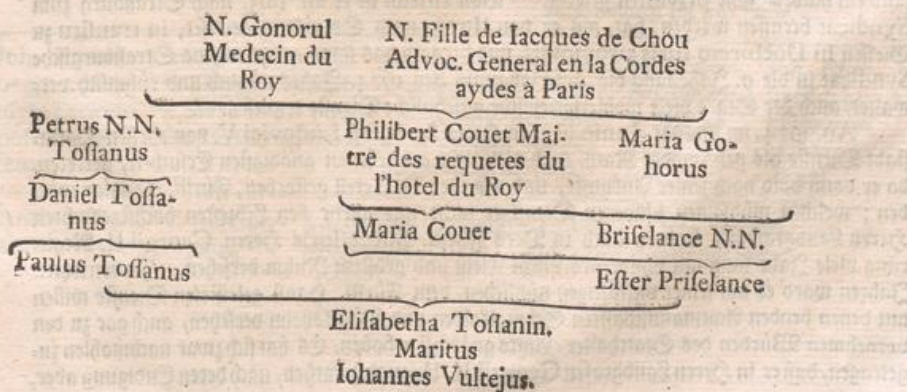 N. Gonorul
Medecin du
Roy
N. Fille de Iacques de Chou
Advoc. General en la Cordes
aydes à Paris
Petrus N.N.
Toſſanus
Philibert Couet Mai-
tre des requetes du
l'hotel du Roy
Maria Go-
horus
Daniel Toſſa-
nus
Maria Couet
Briſelance N.N.
Paulus Toſſanus
Eſter Priſelance
Eliſabetha Toſſanin,
Maritus
Iohannes Vultejus.